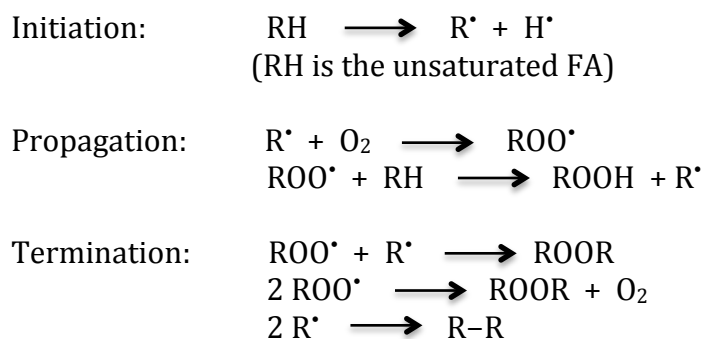 Initiation: RH ⟶ R• + H•
(RH is the unsaturated FA)
Propagation: R• + O₂ ⟶ ROO•
ROO• + RH ⟶ ROOH + R•
Termination: ROO• + R• ⟶ ROOR
2 ROO• ⟶ ROOR + O₂
2 R• ⟶ R–R